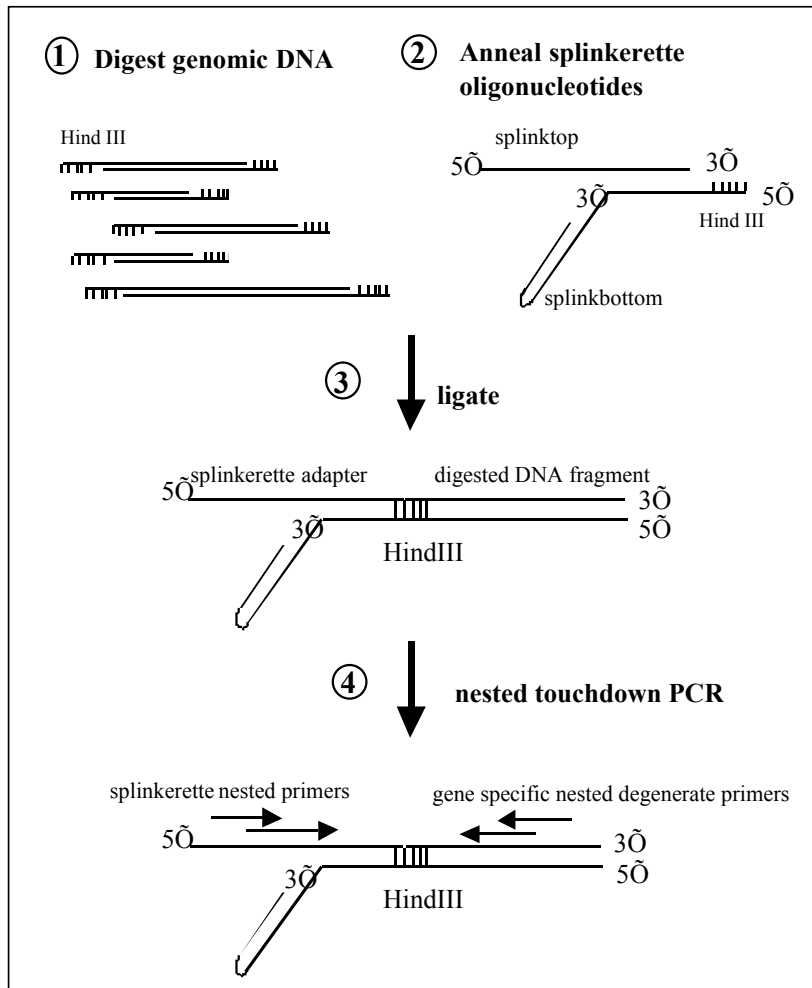 1 Digest genomic DNA
2 Anneal splinkerette
oligonucleotides
Hind III
splinktop
5Õ
3Õ
3Õ
5Õ
Hind III
splinkbottom
3
ligate
splinkerette adapter
digested DNA fragment
5Õ
3Õ
3Õ
5Õ
HindIII
4
nested touchdown PCR
splinkerette nested primers
gene specific nested degenerate primers
5Õ
3Õ
3Õ
5Õ
HindIII